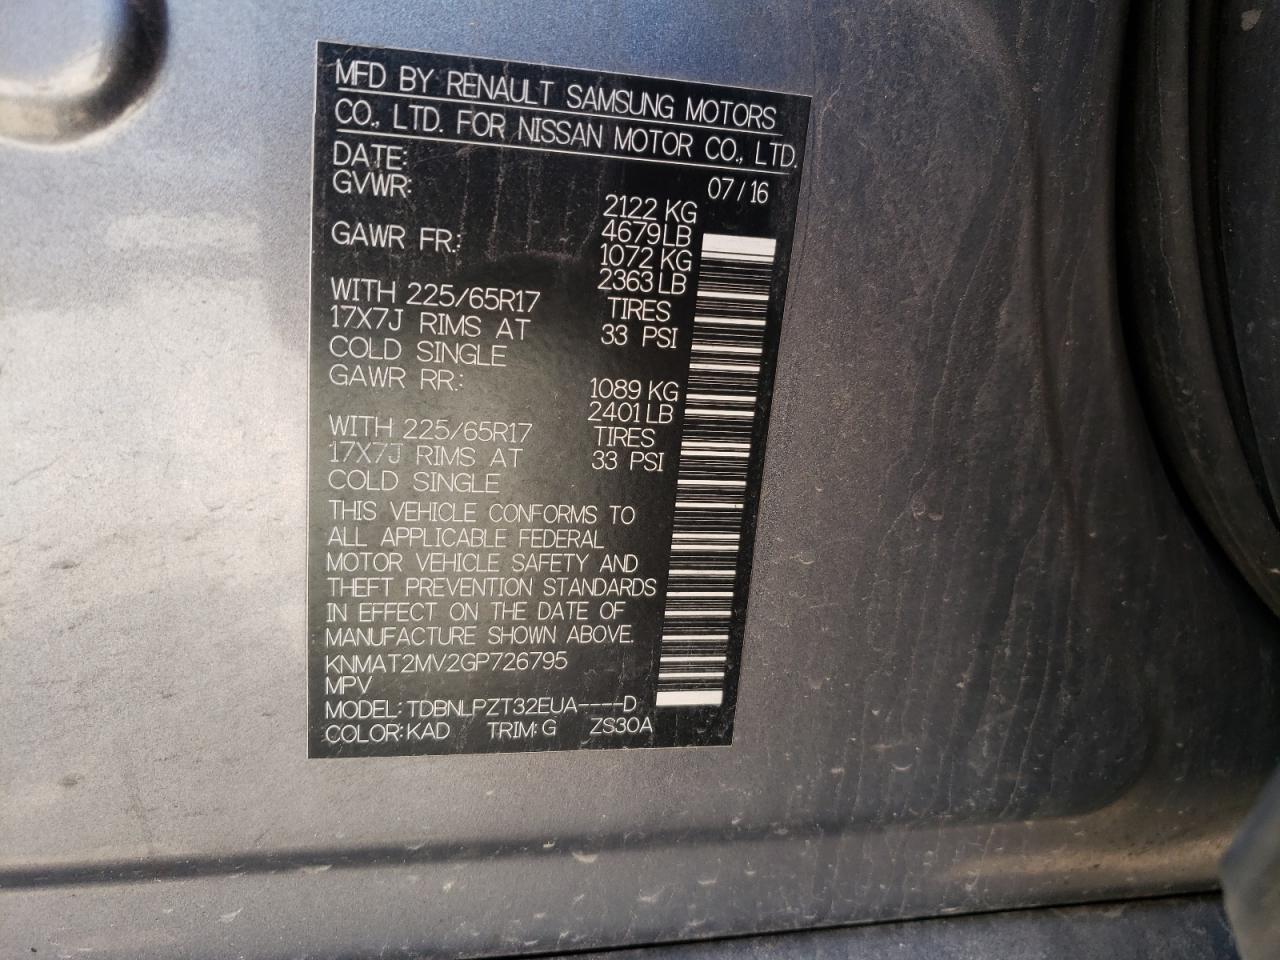 MFD BY RENAULT SAMSUNG MOTORS
CO., LTD. FOR NISSAN MOTOR CO., LTD.
DATE: 07/16
GVWR: 2122 KG
4679 LB
GAWR FR.: 1072 KG
2363 LB
WITH 225/65R17 TIRES
17X7J RIMS AT 33 PSI
COLD SINGLE
GAWR RR.: 1089 KG
2401 LB
WITH 225/65R17 TIRES
17X7J RIMS AT 33 PSI
COLD SINGLE
THIS VEHICLE CONFORMS TO
ALL APPLICABLE FEDERAL
MOTOR VEHICLE SAFETY AND
THEFT PREVENTION STANDARDS
IN EFFECT ON THE DATE OF
MANUFACTURE SHOWN ABOVE.
KNMAT2MV2GP726795
MPV
MODEL: TDBNLPZT32EUA----D
COLOR: KAD TRIM: G ZS30A